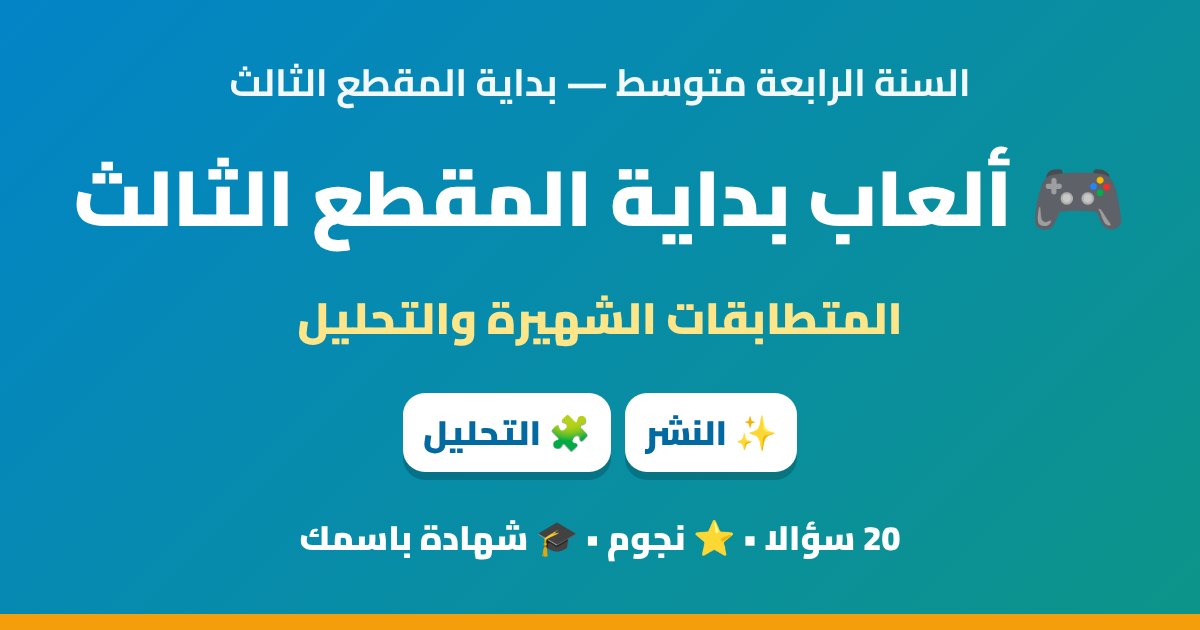 السنة الرابعة متوسط — بداية المقطع الثالث
🎮 ألعاب بداية المقطع الثالث
المتطابقات الشهيرة والتحليل
✨ النشر
🧩 التحليل
20 سؤالا ▪ ⭐ نجوم ▪ 🎓 شهادة باسمك